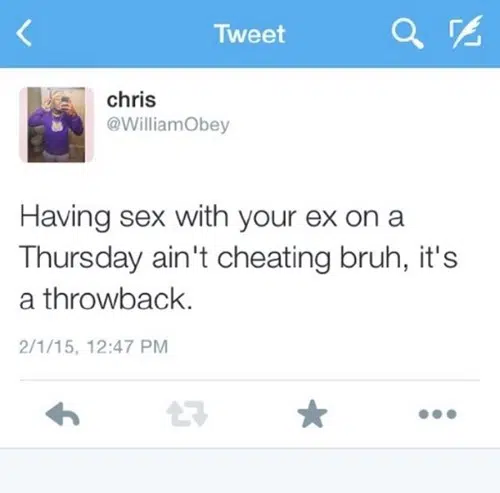 Tweet
chris
@WilliamObey
Having sex with your ex on a
Thursday ain't cheating bruh, it's
a throwback.
2/1/15, 12:47 PM